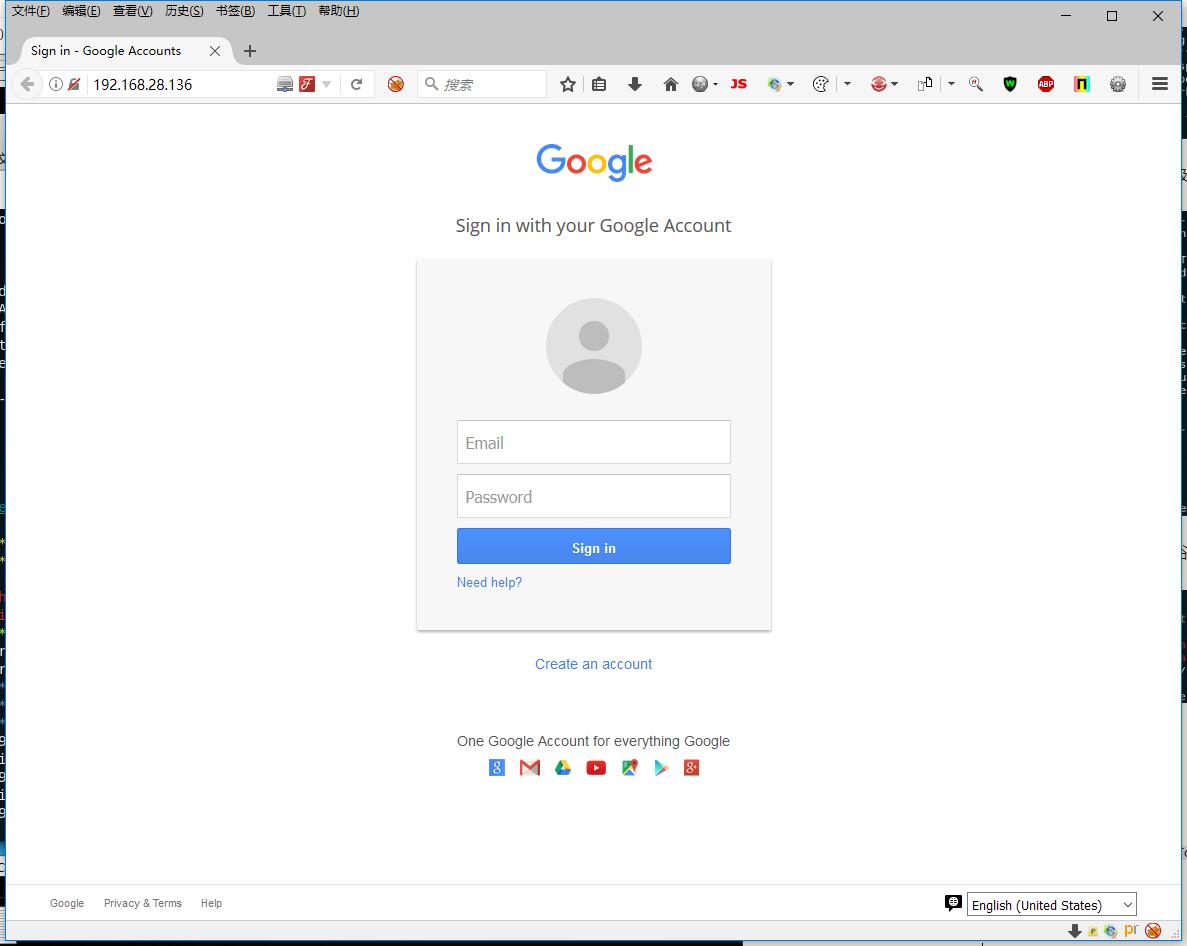 文件(F) 编辑(E) 查看(V) 历史(S) 书签(B) 工具(T) 帮助(H)
Sign in - Google Accounts
192.168.28.136
搜索
JS
ABP
Google
Sign in with your Google Account
Email
Password
Sign in
Need help?
Create an account
One Google Account for everything Google
Google Privacy & Terms Help
English (United States)
pr